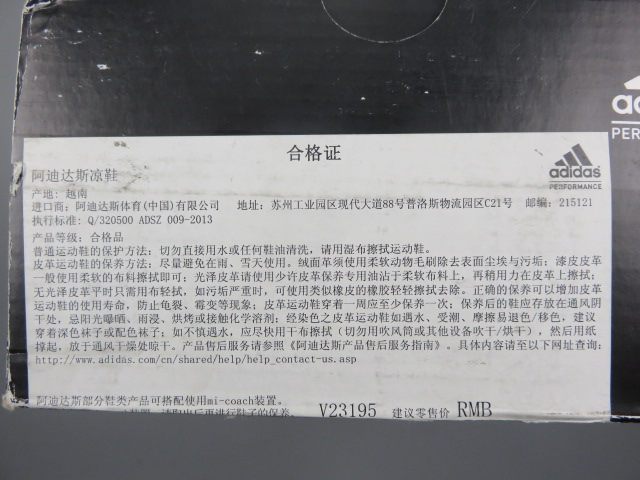 adidas
合格证
阿迪达斯凉鞋
adidas
PERFORMANCE
产地: 越南
进口商: 阿迪达斯体育(中国)有限公司 地址: 苏州工业园区现代大道88号普洛斯物流园区C21号 邮编: 215121
执行标准: Q/320500 ADSZ 009-2013
产品等级: 合格品
普通运动鞋的保护方法: 切勿直接用水或任何鞋油清洗, 请用湿布擦拭运动鞋。
皮革运动鞋的保养方法: 尽量避免在雨、雪天使用。绒面革须使用柔软动物毛刷除去表面尘埃与污垢; 漆皮皮革
一般使用柔软的布料擦拭即可; 光泽皮革请使用少许皮革保养专用油沾于柔软布料上, 再稍用力在皮革上擦拭;
无光泽皮革平时只需用布轻拭, 如污垢严重时, 可使用类似橡皮的橡胶轻轻擦拭去除。正确的保养可以增加皮革
运动鞋的使用寿命, 防止龟裂、霉变等现象; 皮革运动鞋穿着一周应至少保养一次; 保养后的鞋应存放在通风阴
干处, 忌阳光曝晒、雨浸、烘烤或接触化学溶剂; 经染色之皮革运动鞋如遇水、受潮、摩擦易退色/移色, 建议
穿着深色袜子或配色袜子; 如不慎遇水, 应尽快用干布擦拭(切勿用吹风筒或其他设备吹干/烘干), 然后用纸
撑起, 放于通风干燥处晾干。产品售后服务请参照《阿迪达斯产品售后服务指南》。具体内容请至以下网址查询:
http://www.adidas.com/cn/shared/help/help_contact-us.asp
阿迪达斯部分鞋类产品可搭配使用mi-coach装置。
V23195 建议零售价 RMB